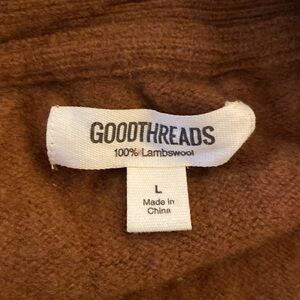 GOODTHREADS
100% Lambswool
L
Made in
China